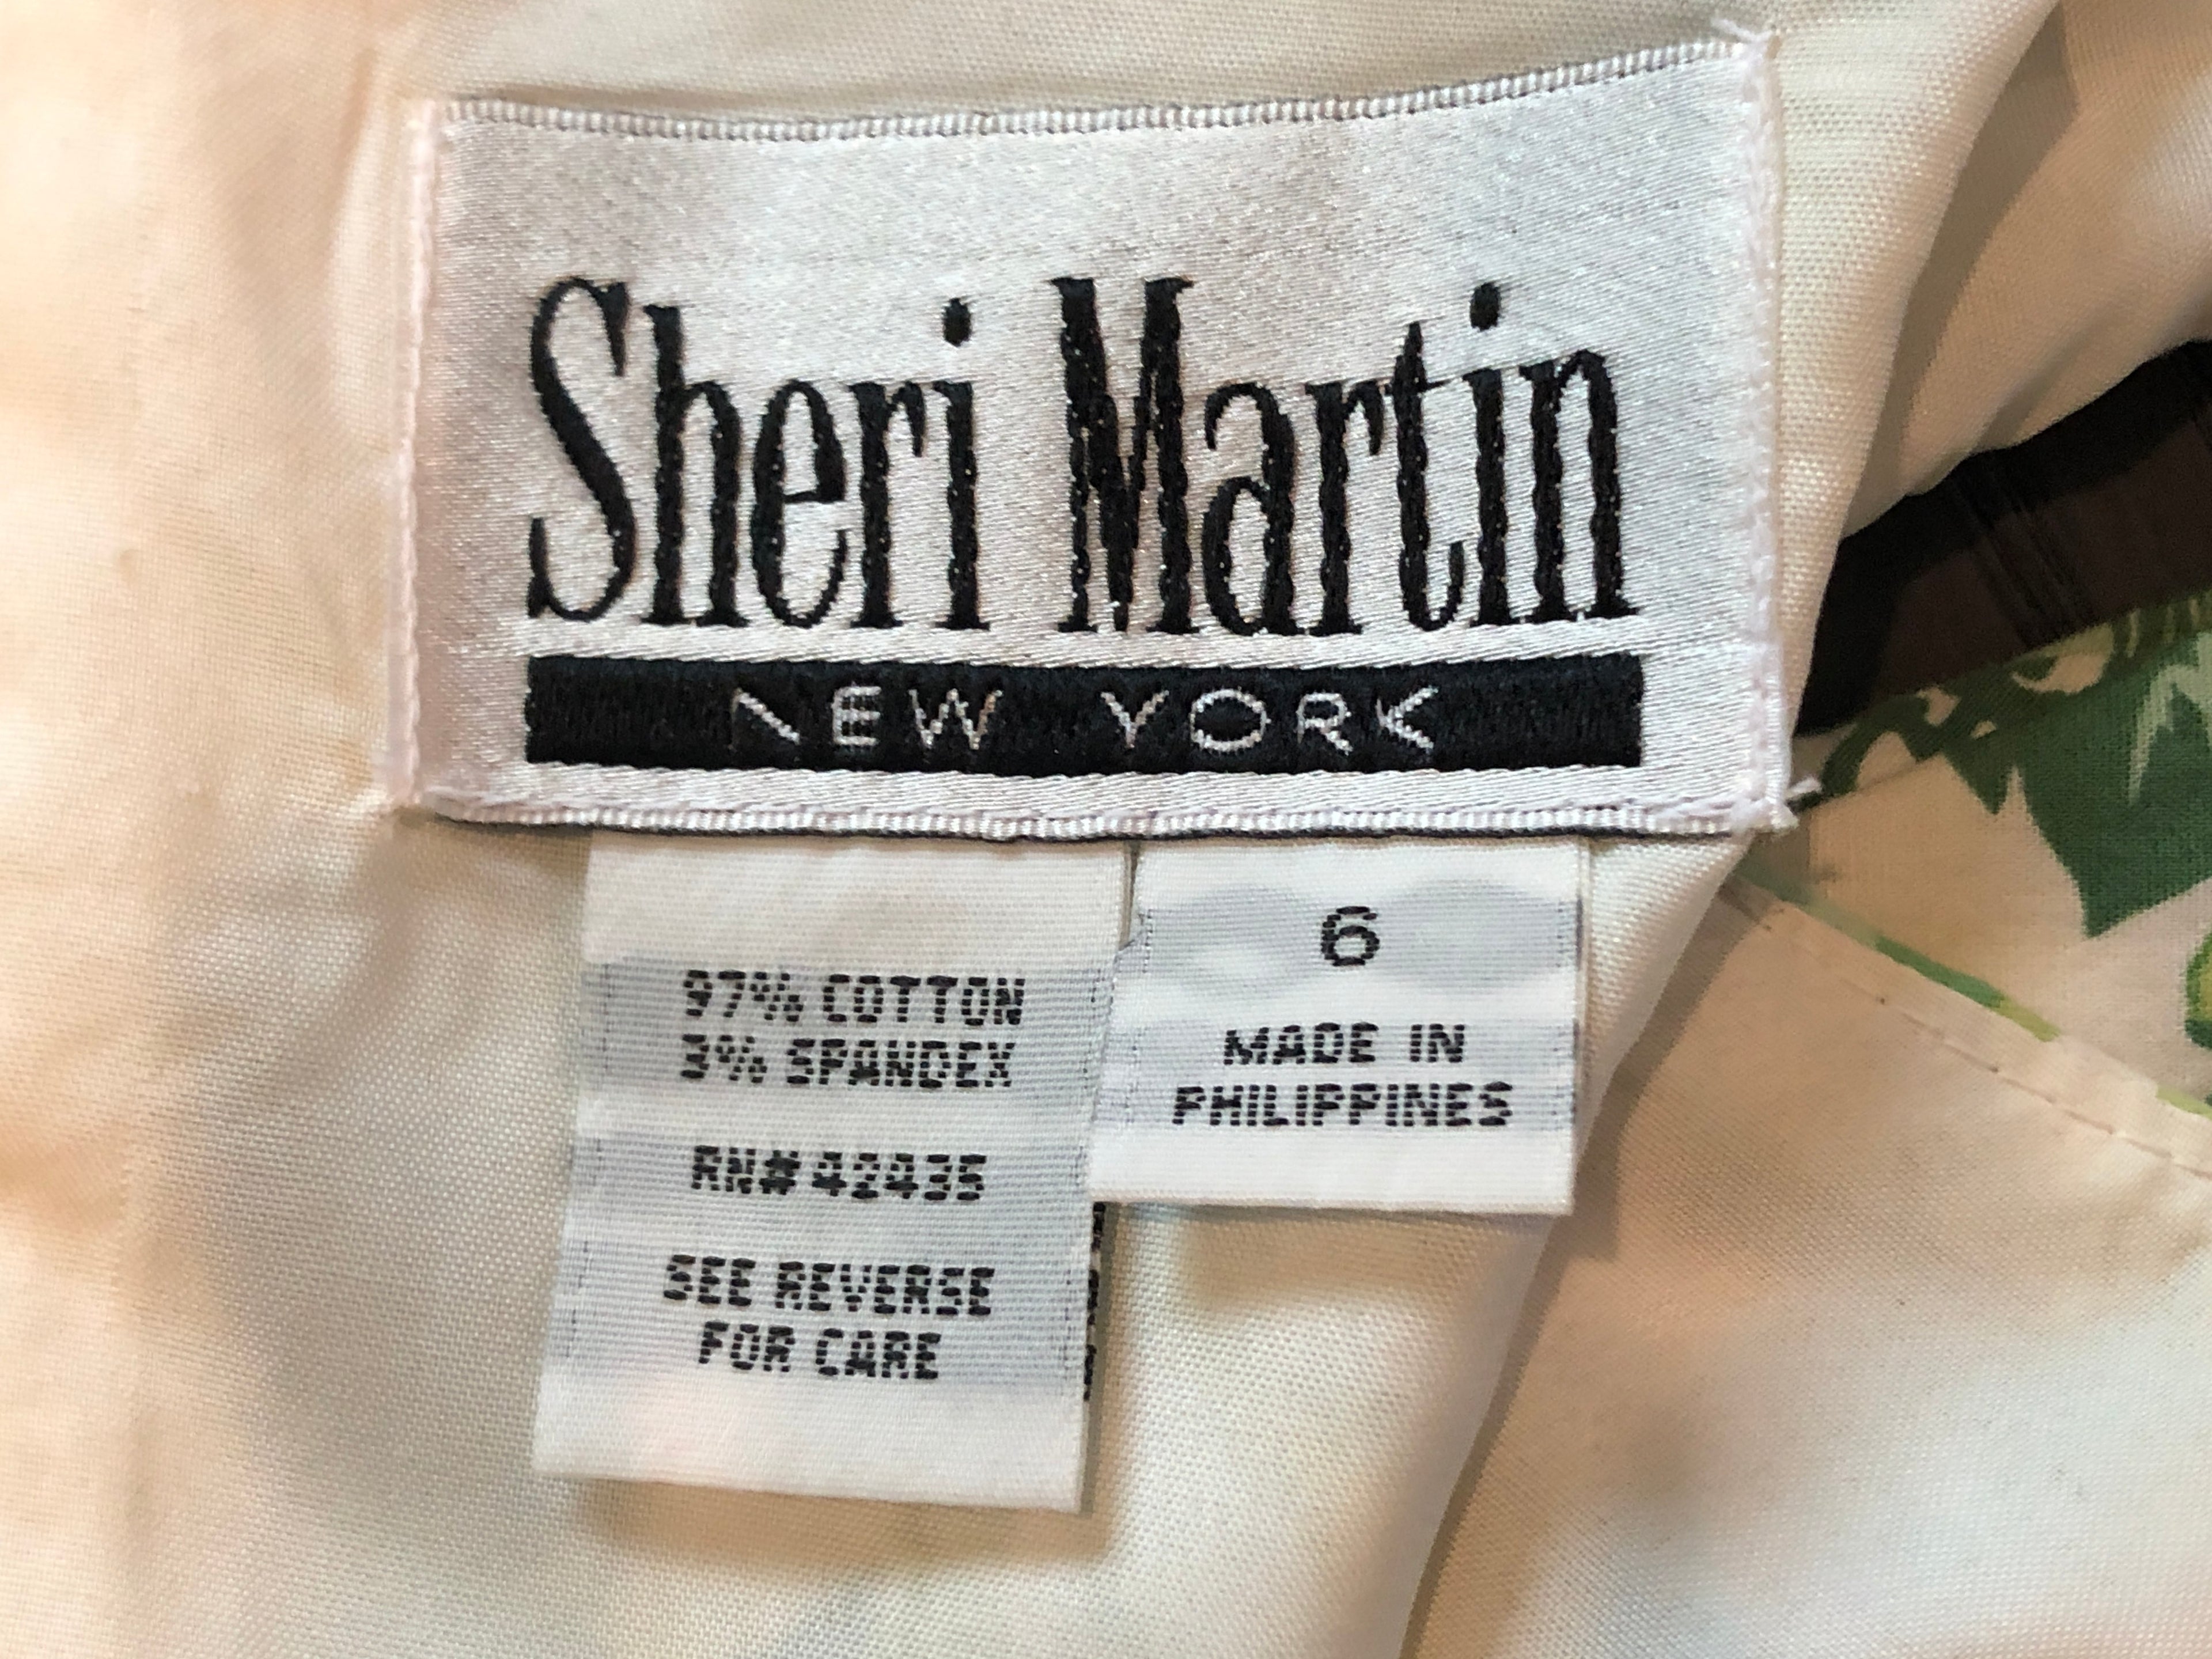 Sheri Martin
NEW YORK
97% COTTON
3% SPANDEX
RN# 42435
SEE REVERSE
FOR CARE
6
MADE IN
PHILIPPINES